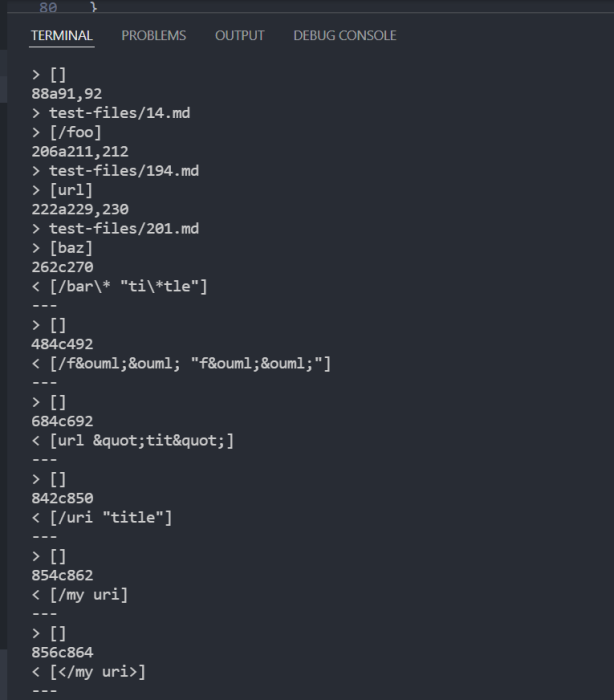 80 }
TERMINAL PROBLEMS OUTPUT DEBUG CONSOLE
> []
88a91,92
> test-files/14.md
> [/foo]
206a211,212
> test-files/194.md
> [url]
222a229,230
> test-files/201.md
> [baz]
262c270
< [/bar\* "ti\*tle"]
---
> []
484c492
< [/f&ouml;&ouml; "f&ouml;&ouml;"]
---
> []
684c692
< [url &quot;tit&quot;]
---
> []
842c850
< [/uri "title"]
---
> []
854c862
< [/my uri]
---
> []
856c864
< [</my uri>]
---